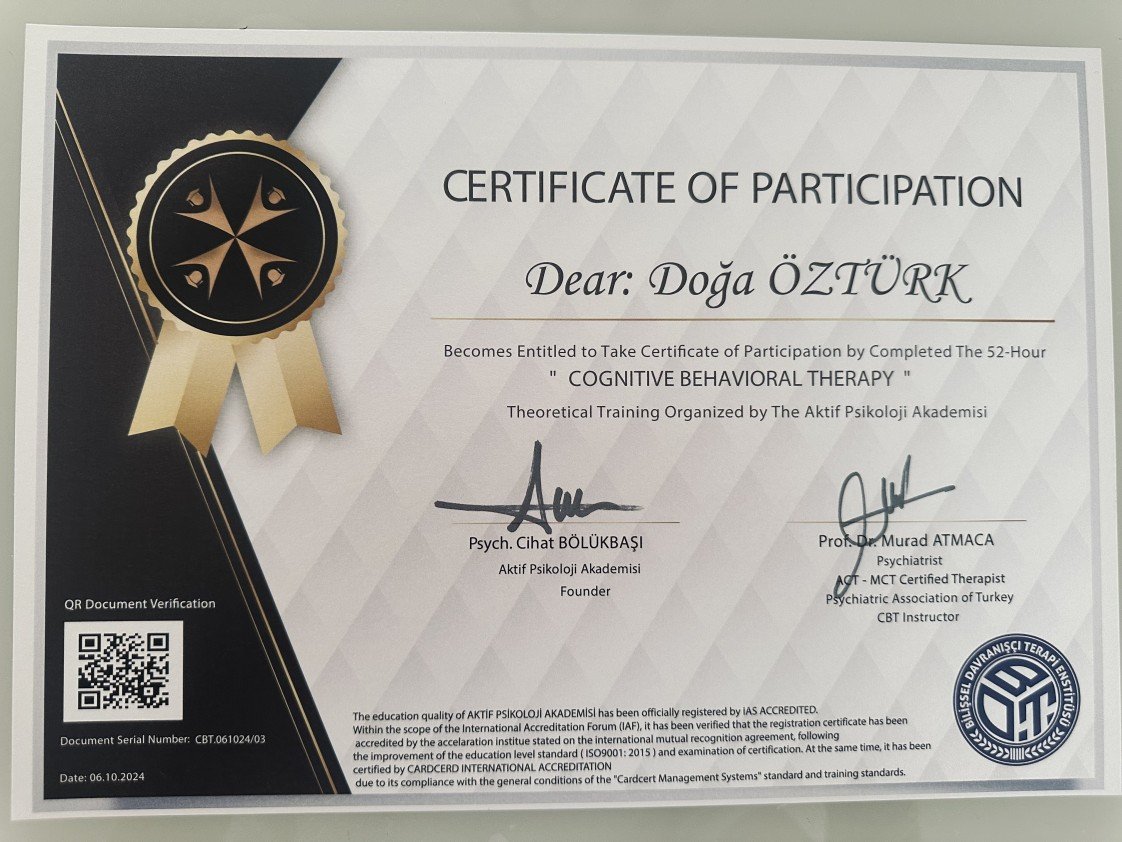 CERTIFICATE OF PARTICIPATION
Dear: Doğa ÖZTÜRK
Becomes Entitled to Take Certificate of Participation by Completed The 52-Hour
" COGNITIVE BEHAVIORAL THERAPY "
Theoretical Training Organized by The Aktif Psikoloji Akademisi
Psych. Cihat BÖLÜKBAŞI
Aktif Psikoloji Akademisi
Founder
Prof. Dr. Murad ATMACA
Psychiatrist
ACT - MCT Certified Therapist
Psychiatric Association of Turkey
CBT Instructor
QR Document Verification
Document Serial Number: CBT.061024/03
Date: 06.10.2024
The education quality of AKTİF PSİKOLOJİ AKADEMİSİ has been officially registered by IAS ACCREDITED.
Within the scope of the International Accreditation Forum (IAF), it has been verified that the registration certificate has been
accredited by the accelaration institue stated on the international mutual recognition agreement, following
the improvement of the education level standard ( ISO9001: 2015 ) and examination of certification. At the same time, it has been
certified by CARDCERD INTERNATIONAL ACCREDITATION
due to its compliance with the general conditions of the "Cardcert Management Systems" standard and training standards.
BİLİŞSEL DAVRANIŞÇI TERAPİ ENSTİTÜSÜ